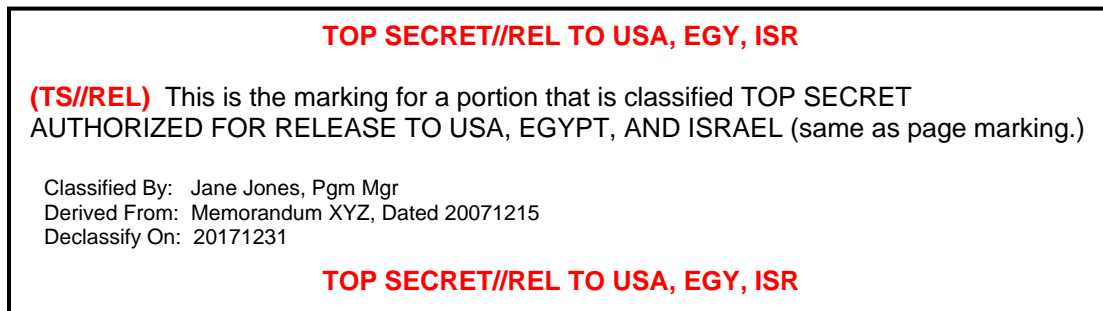 TOP SECRET//REL TO USA, EGY, ISR
(TS//REL) This is the marking for a portion that is classified TOP SECRET
AUTHORIZED FOR RELEASE TO USA, EGYPT, AND ISRAEL (same as page marking.)
Classified By: Jane Jones, Pgm Mgr
Derived From: Memorandum XYZ, Dated 20071215
Declassify On: 20171231
TOP SECRET//REL TO USA, EGY, ISR